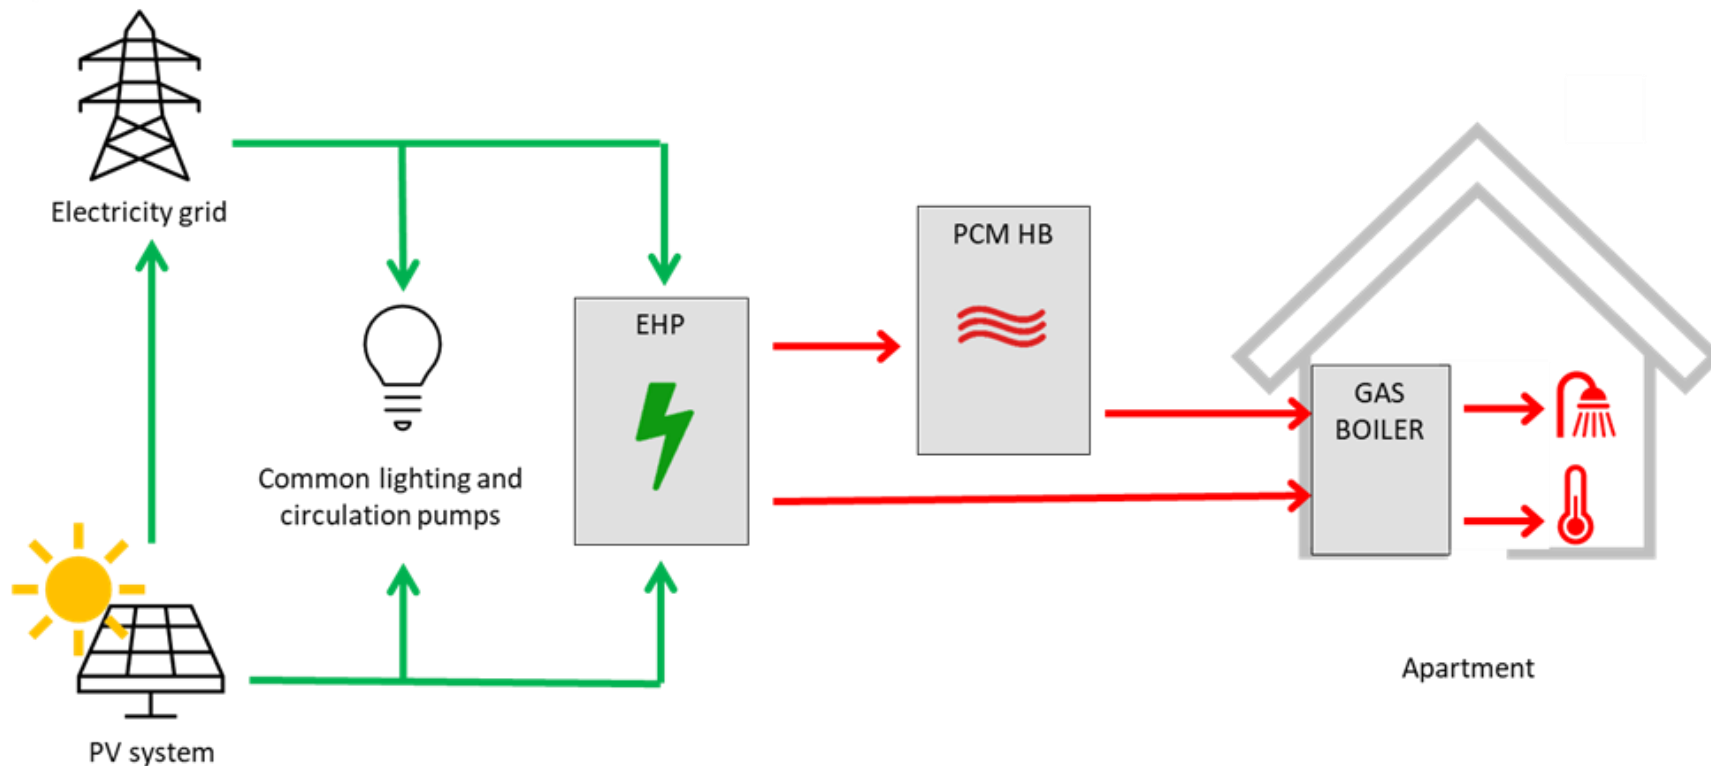 Electricity grid
PCM HB
EHP
GAS
BOILER
Common lighting and
circulation pumps
Apartment
PV system